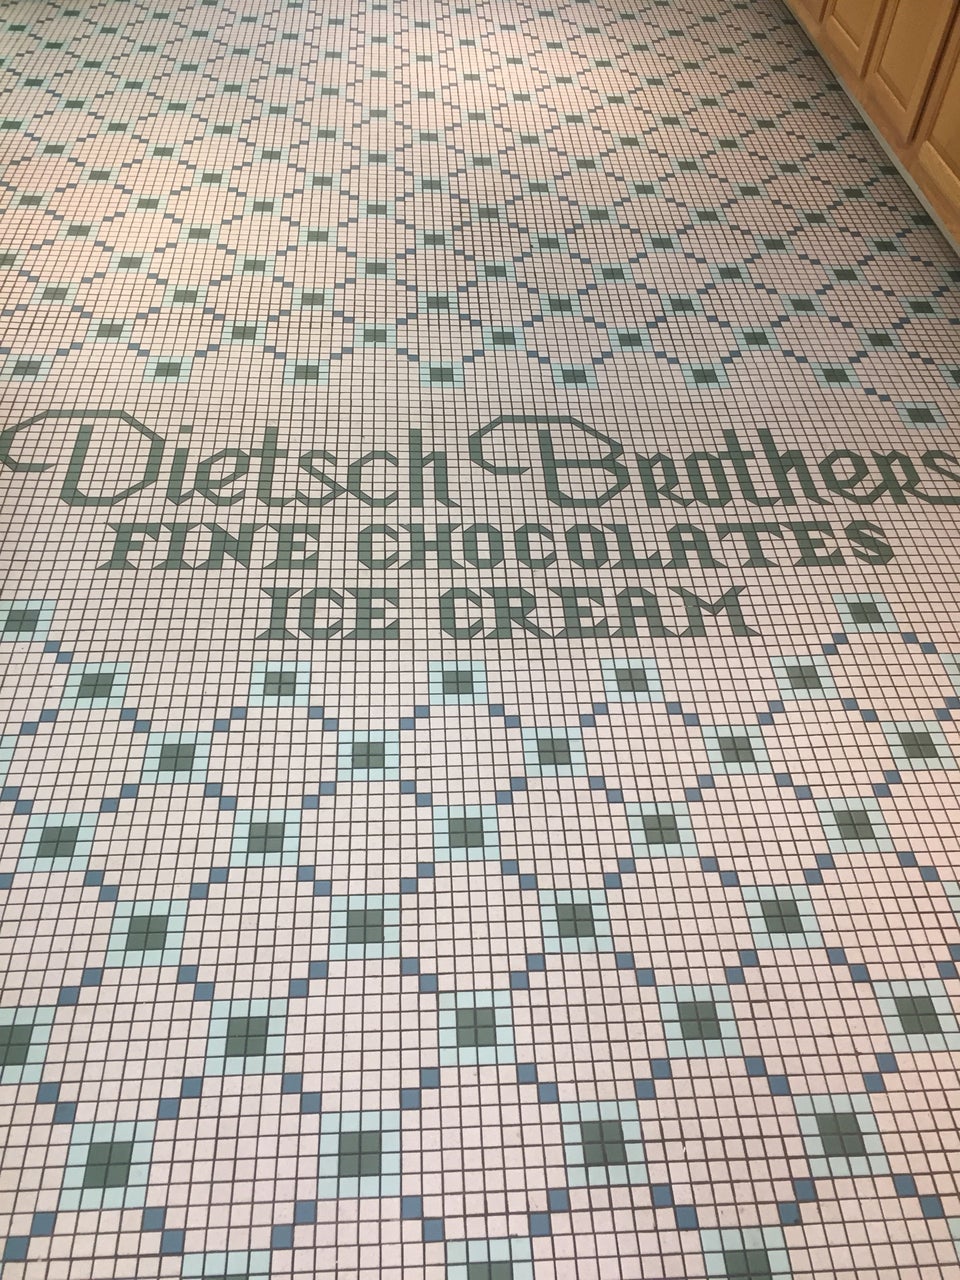 Dietsch Brothers
FINE CHOCOLATES
ICE CREAM